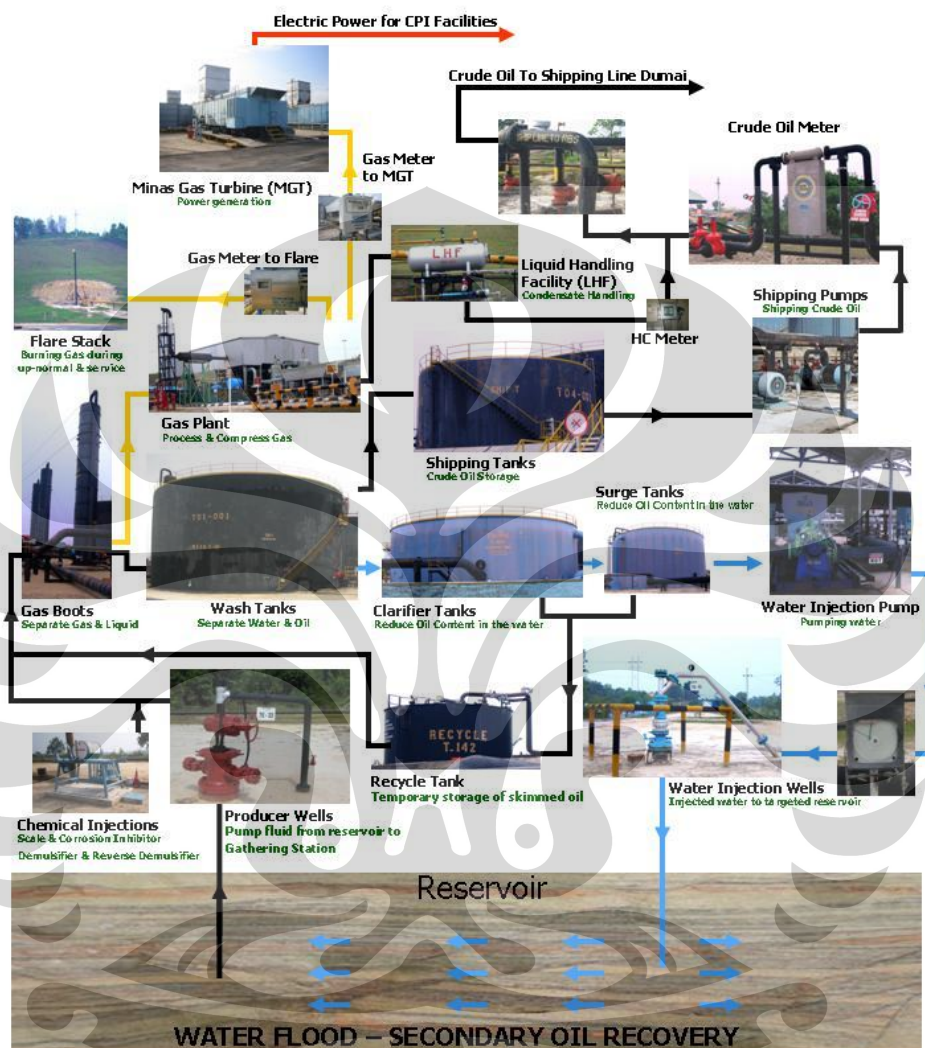 Electric Power for CPI Facilities
Crude Oil To Shipping Line Dumai
Crude Oil Meter
Gas Meter
to MGT
Minas Gas Turbine (MGT)
Power generation
Gas Meter to Flare
LHF
Liquid Handling
Facility (LHF)
Condensate Handling
Shipping Pumps
Shipping Crude Oil
HC Meter
Flare Stack
Burning Gas during
up-normal & service
Gas Plant
Process & Compress Gas
Shipping Tanks
Crude Oil Storage
Surge Tanks
Reduce Oil Content in the water
T01-001
Gas Boots
Separate Gas & Liquid
Wash Tanks
Separate Water & Oil
Clarifier Tanks
Reduce Oil Content in the water
Water Injection Pump
Pumping water
RECYCLE
T.142
Recycle Tank
Temporary storage of skimmed oil
Water Injection Wells
Injected water to targeted reservoir
Chemical Injections
Scale & Corrosion Inhibitor
Demulsifier & Reverse Demulsifier
Producer Wells
Pump fluid from reservoir to
Gathering Station
Reservoir
WATER FLOOD – SECONDARY OIL RECOVERY